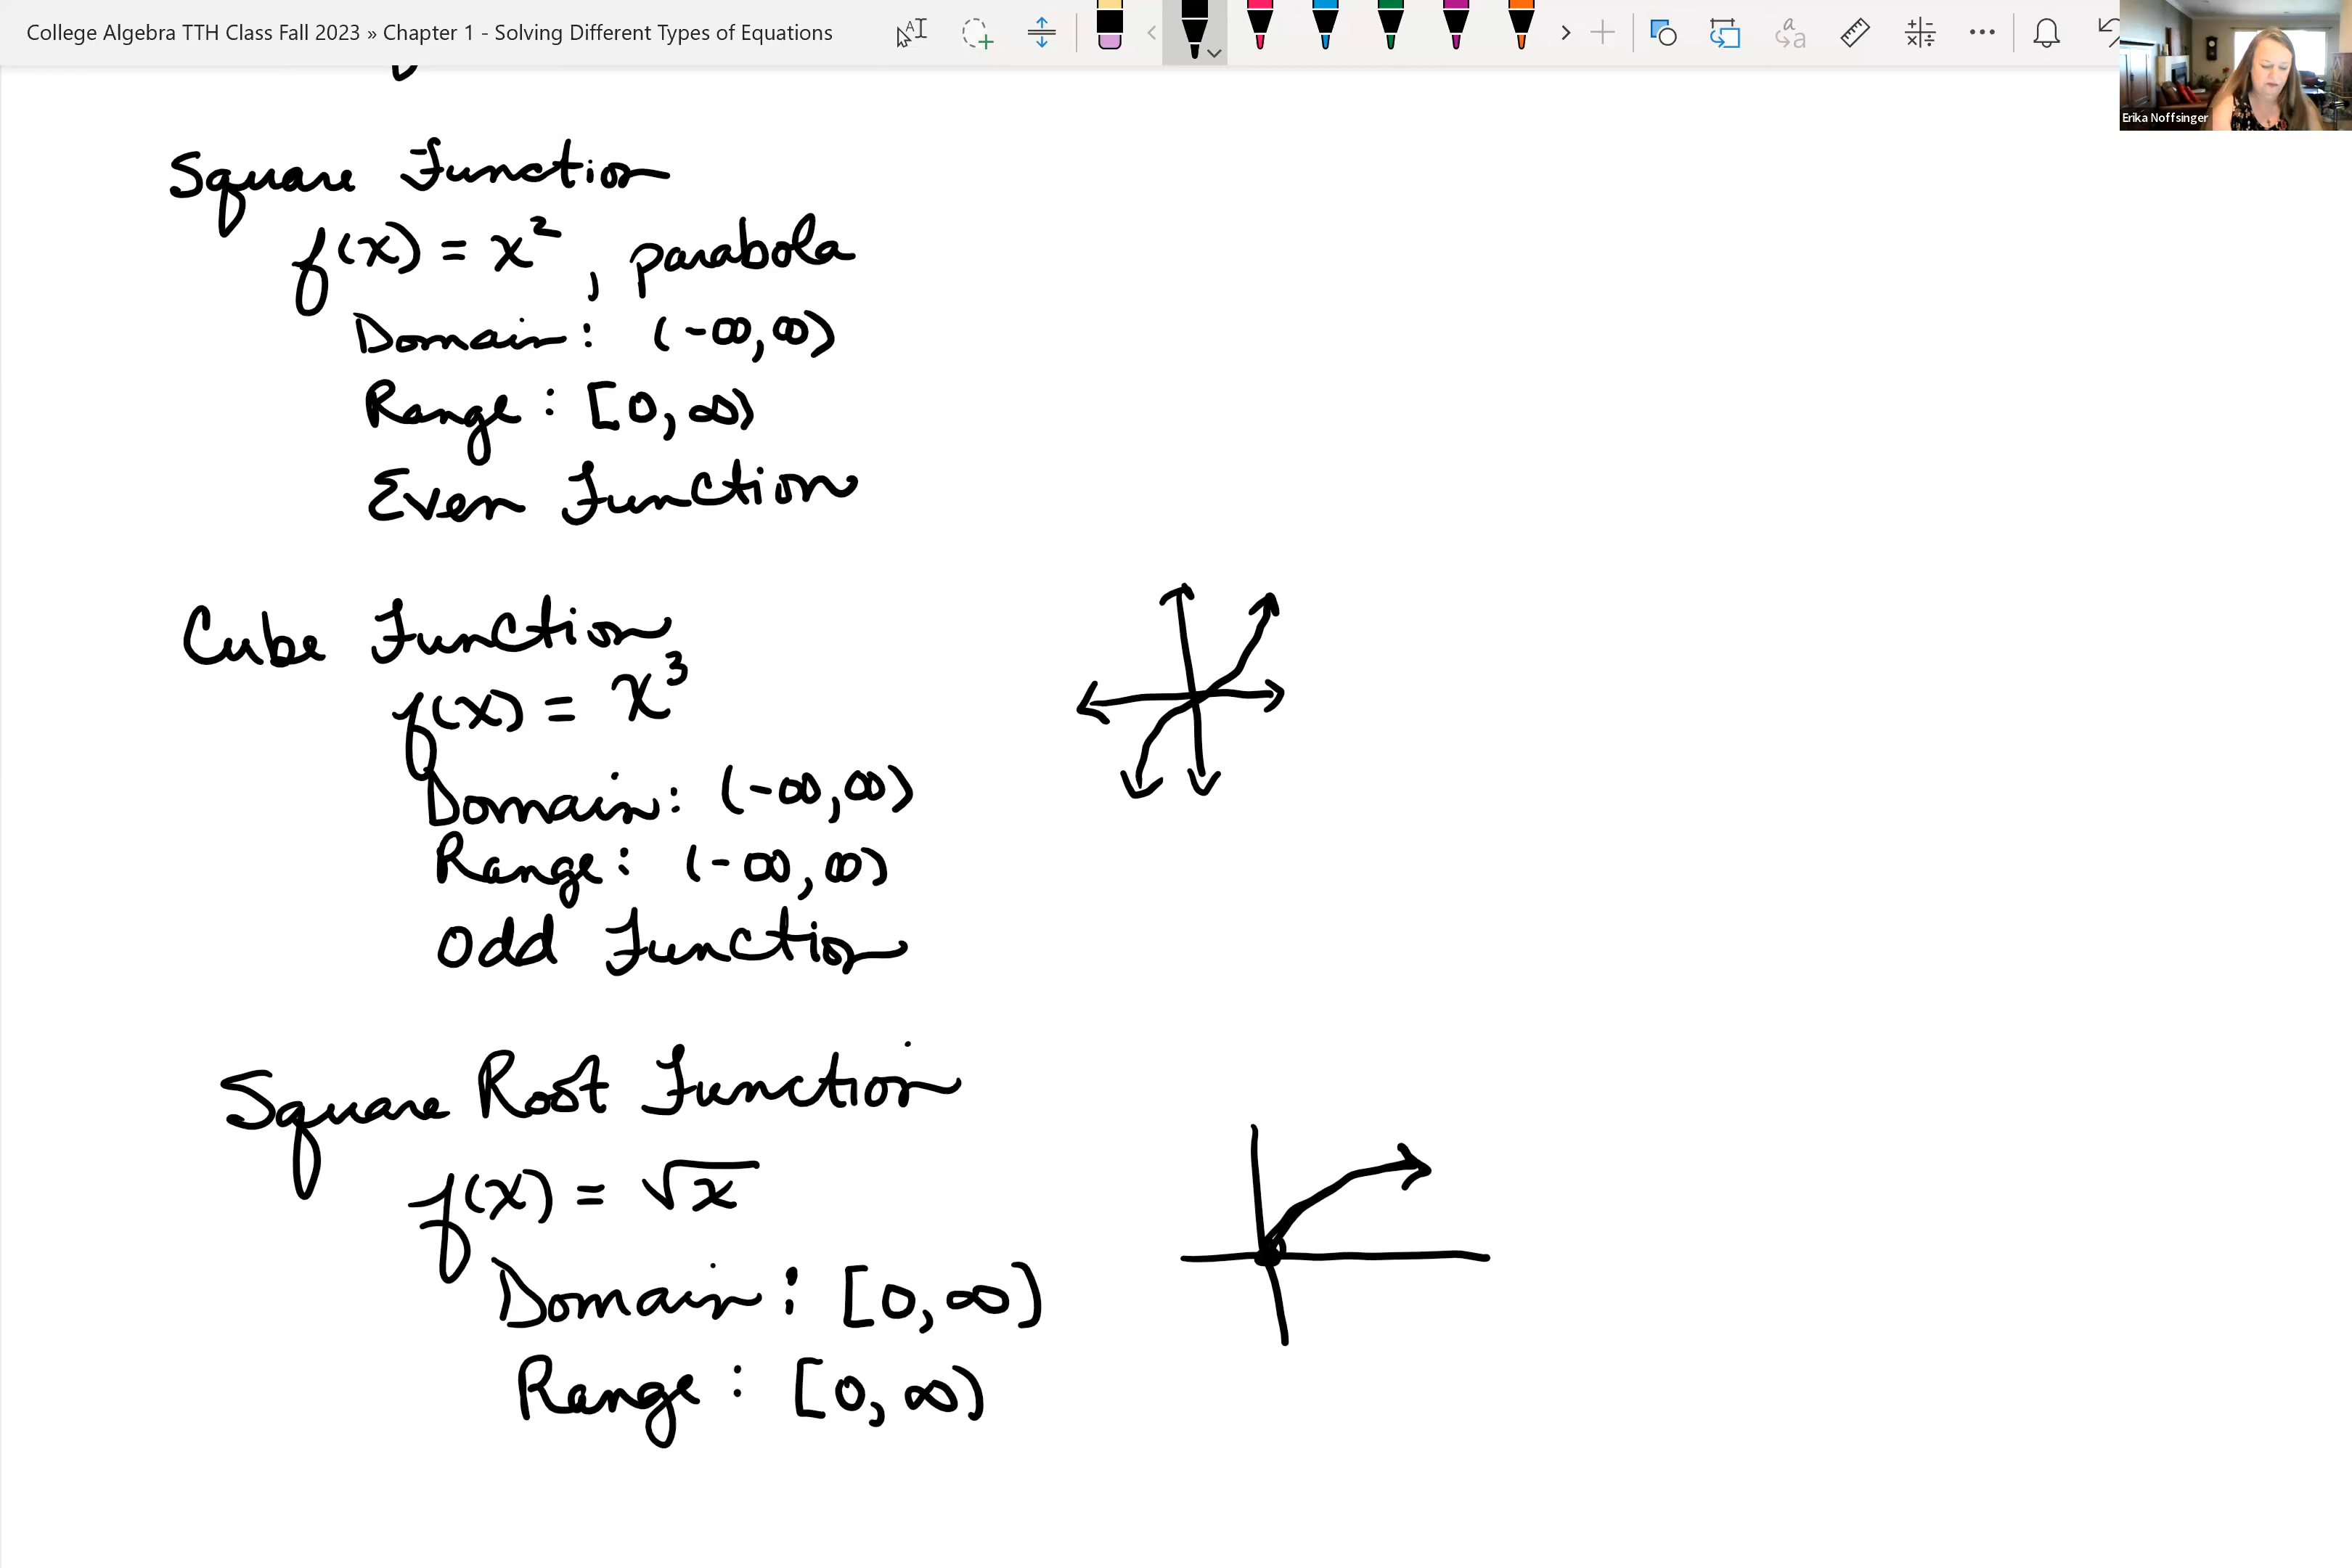 College Algebra TTH Class Fall 2023 » Chapter 1 - Solving Different Types of Equations
Erika Noffsinger
Square Function
f(x) = x², parabola
Domain: (-∞,∞)
Range: [0,∞)
Even Function
Cube Function
f(x) = x³
Domain: (-∞,∞)
Range: (-∞,∞)
Odd Function
Square Root Function
f(x) = √x
Domain: [0,∞)
Range: [0,∞)